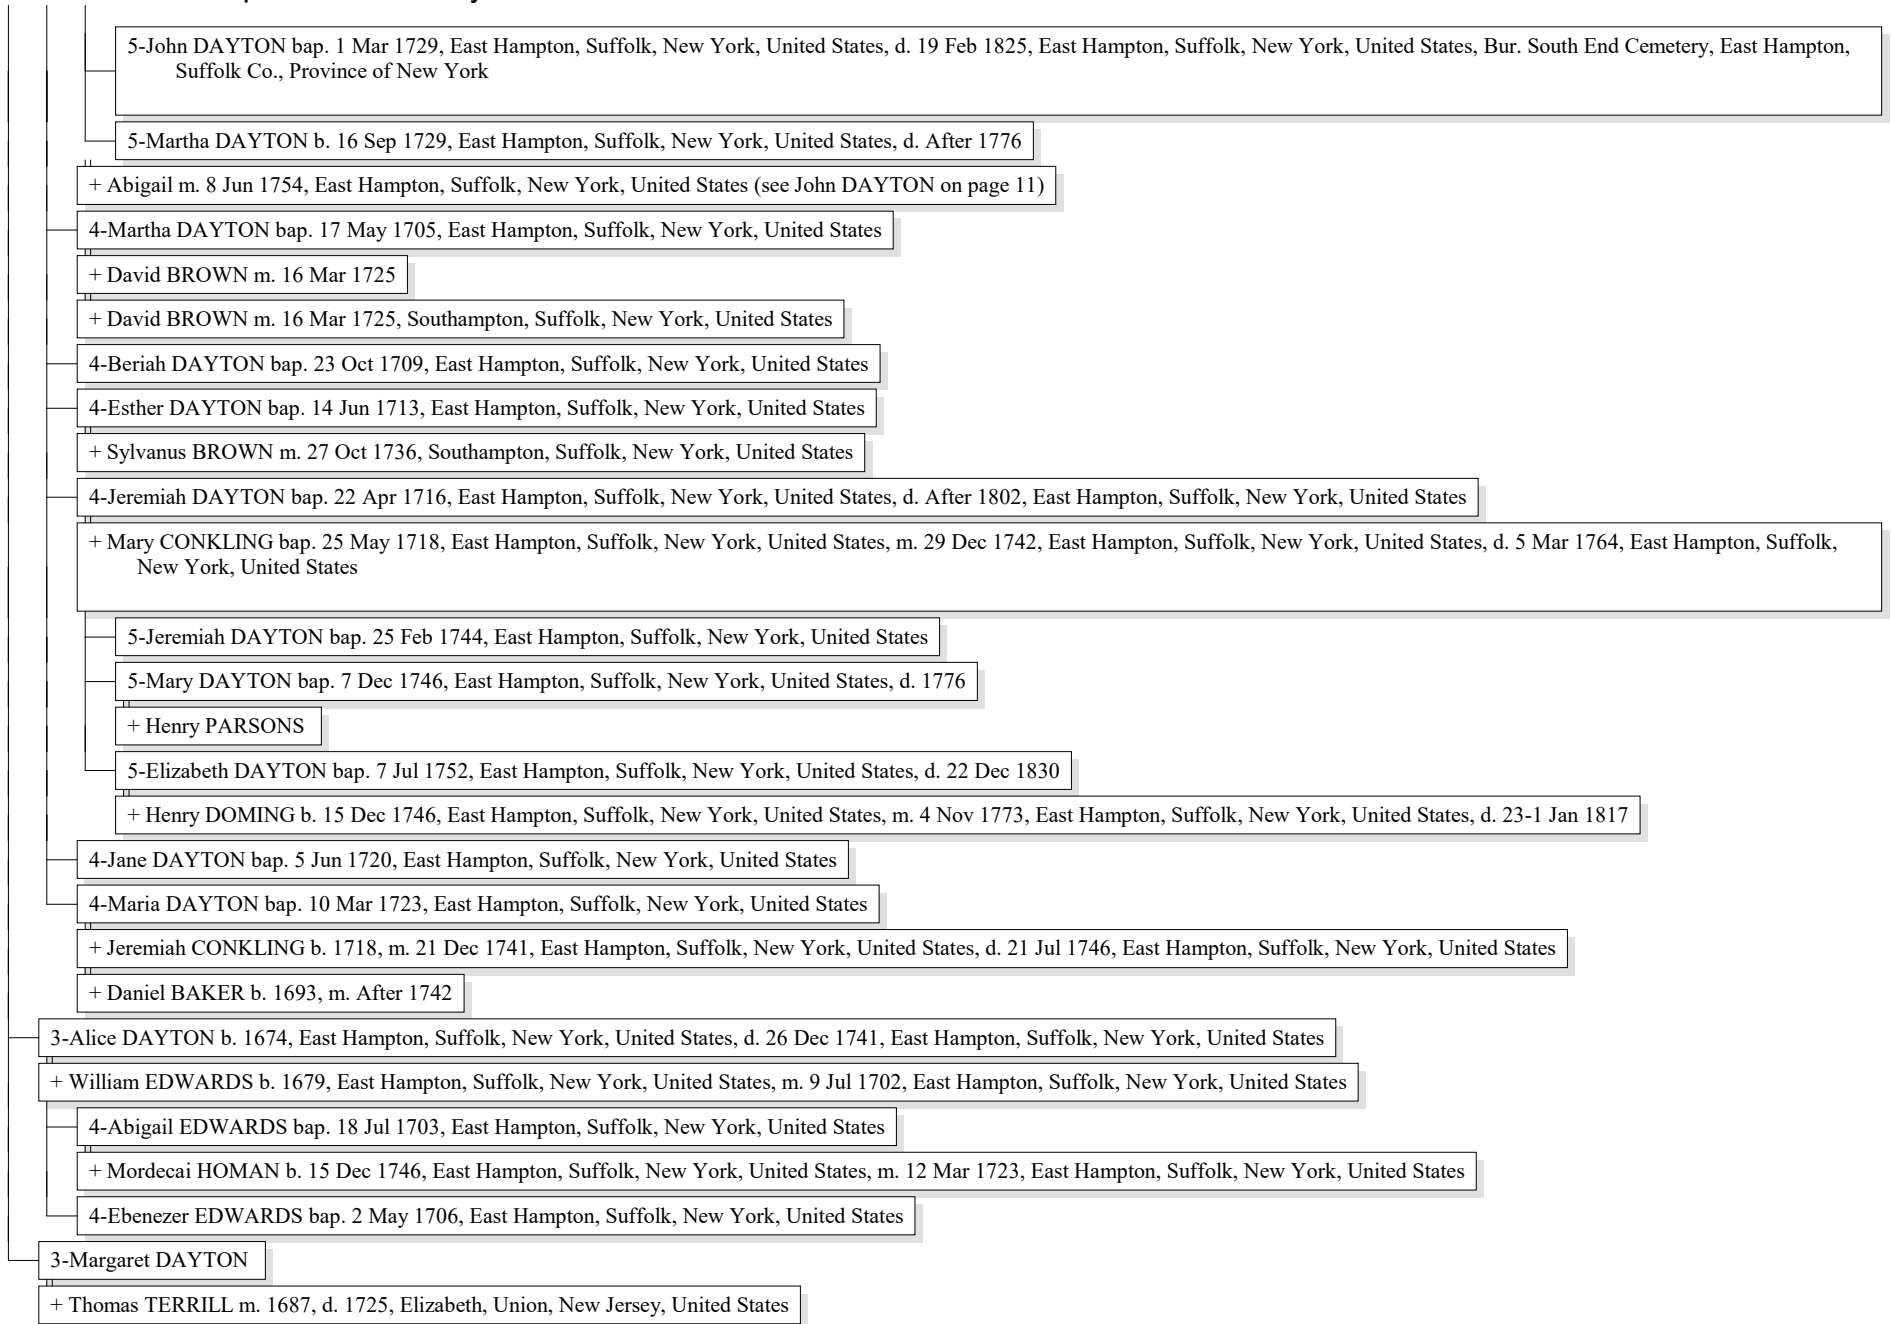 5-John DAYTON bap. 1 Mar 1729, East Hampton, Suffolk, New York, United States, d. 19 Feb 1825, East Hampton, Suffolk, New York, United States, Bur. South End Cemetery, East Hampton,
Suffolk Co., Province of New York
5-Martha DAYTON b. 16 Sep 1729, East Hampton, Suffolk, New York, United States, d. After 1776
+ Abigail m. 8 Jun 1754, East Hampton, Suffolk, New York, United States (see John DAYTON on page 11)
4-Martha DAYTON bap. 17 May 1705, East Hampton, Suffolk, New York, United States
+ David BROWN m. 16 Mar 1725
+ David BROWN m. 16 Mar 1725, Southampton, Suffolk, New York, United States
4-Beriah DAYTON bap. 23 Oct 1709, East Hampton, Suffolk, New York, United States
4-Esther DAYTON bap. 14 Jun 1713, East Hampton, Suffolk, New York, United States
+ Sylvanus BROWN m. 27 Oct 1736, Southampton, Suffolk, New York, United States
4-Jeremiah DAYTON bap. 22 Apr 1716, East Hampton, Suffolk, New York, United States, d. After 1802, East Hampton, Suffolk, New York, United States
+ Mary CONKLING bap. 25 May 1718, East Hampton, Suffolk, New York, United States, m. 29 Dec 1742, East Hampton, Suffolk, New York, United States, d. 5 Mar 1764, East Hampton, Suffolk,
New York, United States
5-Jeremiah DAYTON bap. 25 Feb 1744, East Hampton, Suffolk, New York, United States
5-Mary DAYTON bap. 7 Dec 1746, East Hampton, Suffolk, New York, United States, d. 1776
+ Henry PARSONS
5-Elizabeth DAYTON bap. 7 Jul 1752, East Hampton, Suffolk, New York, United States, d. 22 Dec 1830
+ Henry DOMING b. 15 Dec 1746, East Hampton, Suffolk, New York, United States, m. 4 Nov 1773, East Hampton, Suffolk, New York, United States, d. 23-1 Jan 1817
4-Jane DAYTON bap. 5 Jun 1720, East Hampton, Suffolk, New York, United States
4-Maria DAYTON bap. 10 Mar 1723, East Hampton, Suffolk, New York, United States
+ Jeremiah CONKLING b. 1718, m. 21 Dec 1741, East Hampton, Suffolk, New York, United States, d. 21 Jul 1746, East Hampton, Suffolk, New York, United States
+ Daniel BAKER b. 1693, m. After 1742
3-Alice DAYTON b. 1674, East Hampton, Suffolk, New York, United States, d. 26 Dec 1741, East Hampton, Suffolk, New York, United States
+ William EDWARDS b. 1679, East Hampton, Suffolk, New York, United States, m. 9 Jul 1702, East Hampton, Suffolk, New York, United States
4-Abigail EDWARDS bap. 18 Jul 1703, East Hampton, Suffolk, New York, United States
+ Mordecai HOMAN b. 15 Dec 1746, East Hampton, Suffolk, New York, United States, m. 12 Mar 1723, East Hampton, Suffolk, New York, United States
4-Ebenezer EDWARDS bap. 2 May 1706, East Hampton, Suffolk, New York, United States
3-Margaret DAYTON
+ Thomas TERRILL m. 1687, d. 1725, Elizabeth, Union, New Jersey, United States